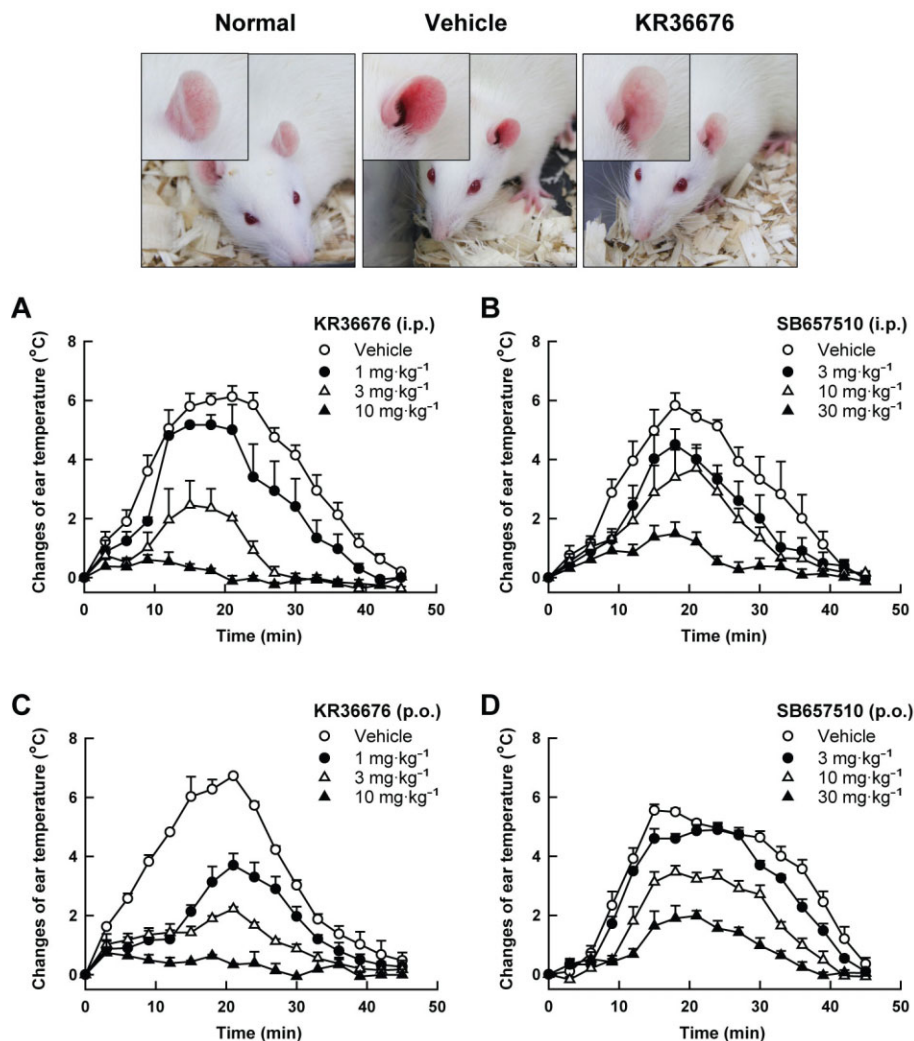 Normal Vehicle KR36676
A
KR36676 (i.p.)
Vehicle
1 mg·kg⁻¹
3 mg·kg⁻¹
10 mg·kg⁻¹
Changes of ear temperature (°C)
8
6
4
2
0
0 10 20 30 40 50
Time (min)
B
SB657510 (i.p.)
Vehicle
3 mg·kg⁻¹
10 mg·kg⁻¹
30 mg·kg⁻¹
Changes of ear temperature (°C)
8
6
4
2
0
0 10 20 30 40 50
Time (min)
C
KR36676 (p.o.)
Vehicle
1 mg·kg⁻¹
3 mg·kg⁻¹
10 mg·kg⁻¹
Changes of ear temperature (°C)
8
6
4
2
0
0 10 20 30 40 50
Time (min)
D
SB657510 (p.o.)
Vehicle
3 mg·kg⁻¹
10 mg·kg⁻¹
30 mg·kg⁻¹
Changes of ear temperature (°C)
8
6
4
2
0
0 10 20 30 40 50
Time (min)